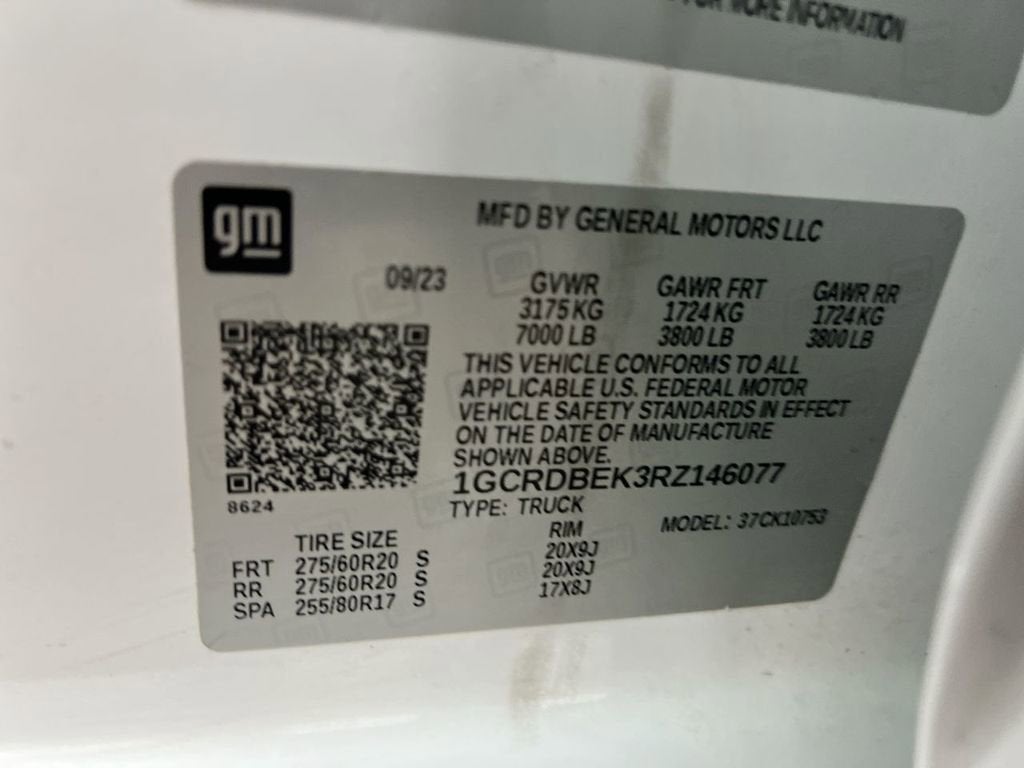 FOR MORE INFORMATION
gm
MFD BY GENERAL MOTORS LLC
09/23 GVWR GAWR FRT GAWR RR
3175 KG 1724 KG 1724 KG
7000 LB 3800 LB 3800 LB
THIS VEHICLE CONFORMS TO ALL
APPLICABLE U.S. FEDERAL MOTOR
VEHICLE SAFETY STANDARDS IN EFFECT
ON THE DATE OF MANUFACTURE
SHOWN ABOVE.
1GCRDBEK3RZ146077
8624
TYPE: TRUCK MODEL: 37CK10753
TIRE SIZE RIM
FRT 275/60R20 S 20X9J
RR 275/60R20 S 20X9J
SPA 255/80R17 S 17X8J